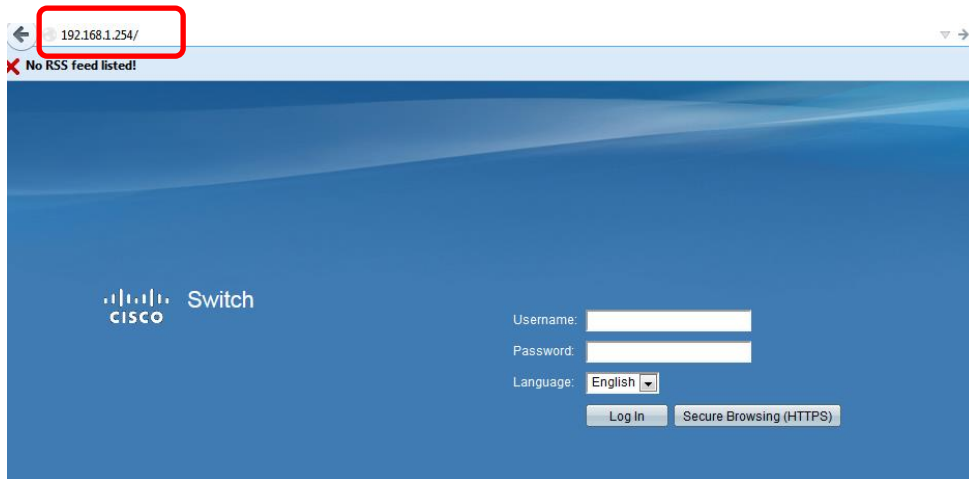 192.168.1.254/
No RSS feed listed!
CISCO
Switch
Username:
Password:
Language: English
Log In Secure Browsing (HTTPS)